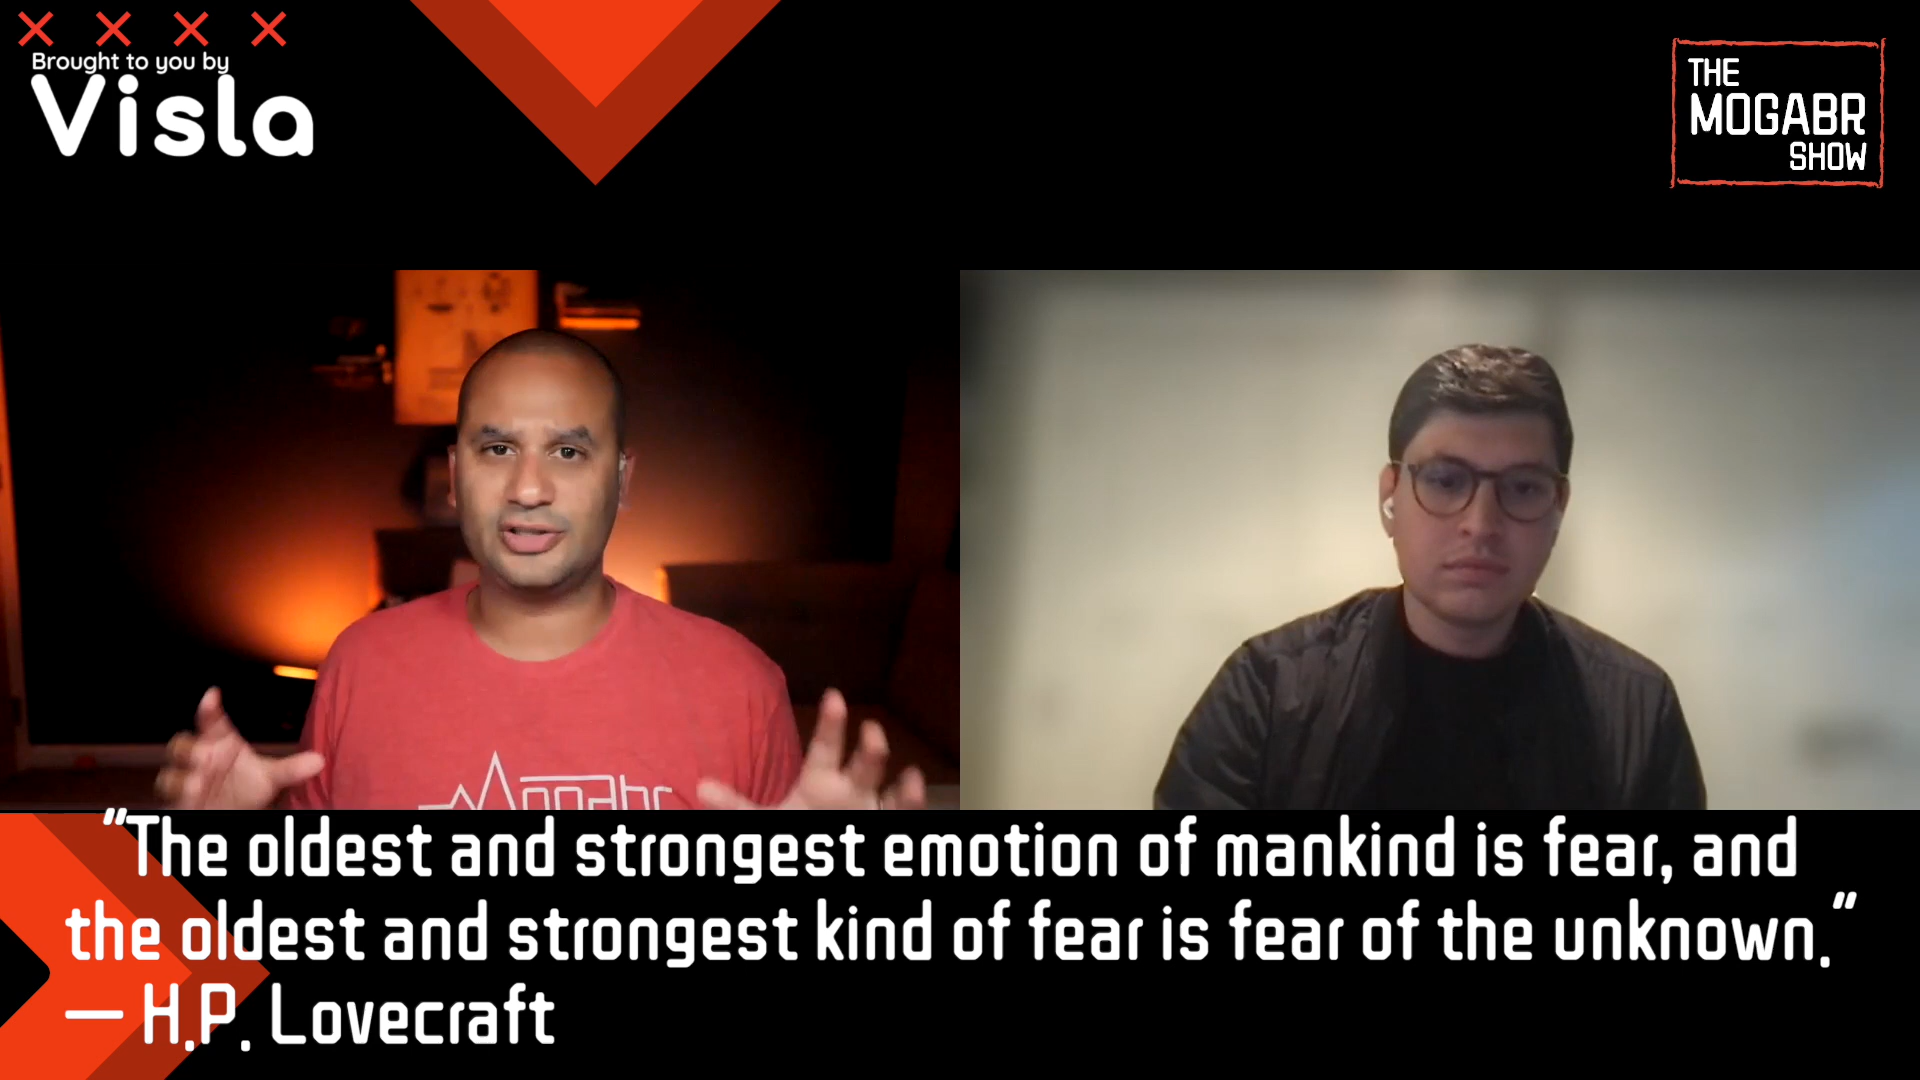 Brought to you by
Visla
THE
MOGABR
SHOW
Mogabr
"The oldest and strongest emotion of mankind is fear, and
the oldest and strongest kind of fear is fear of the unknown."
— H.P. Lovecraft